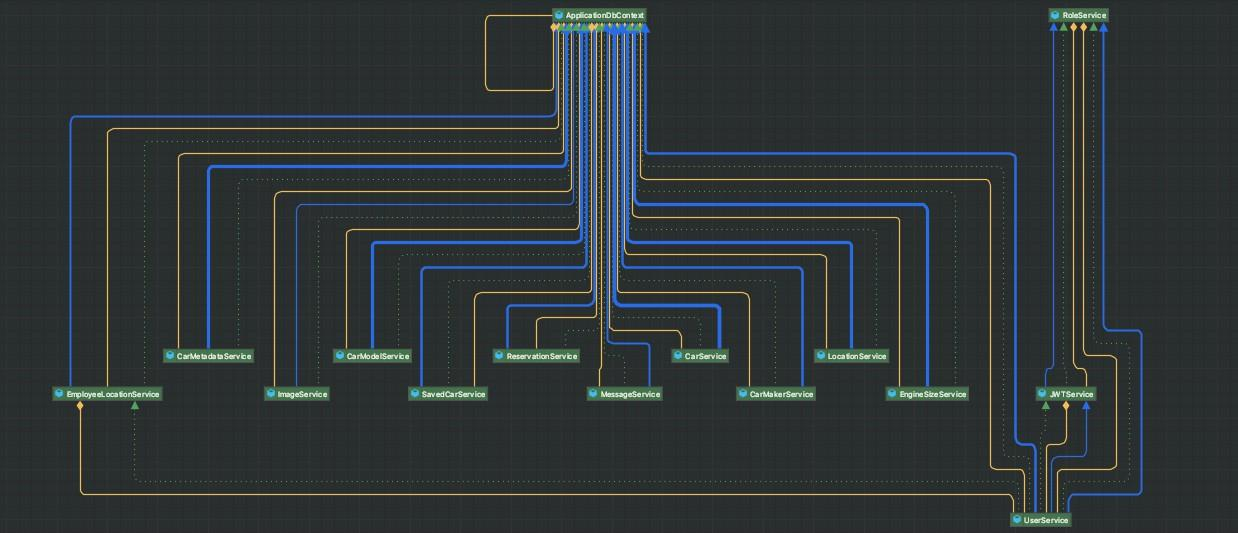 ApplicationDbContext
RoleService
CarMetadataService
CarModelService
ReservationService
CarService
LocationService
EmployeeLocationService
ImageService
SavedCarService
MessageService
CarMakerService
EngineSizeService
JWTService
UserService